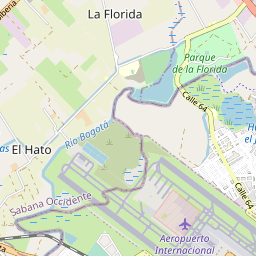 La Florida
Parque
de la Florida
Calle 64
Río Bogotá
El Hato
Sabana Occidente
Calle 64
Aeropuerto
Internacional